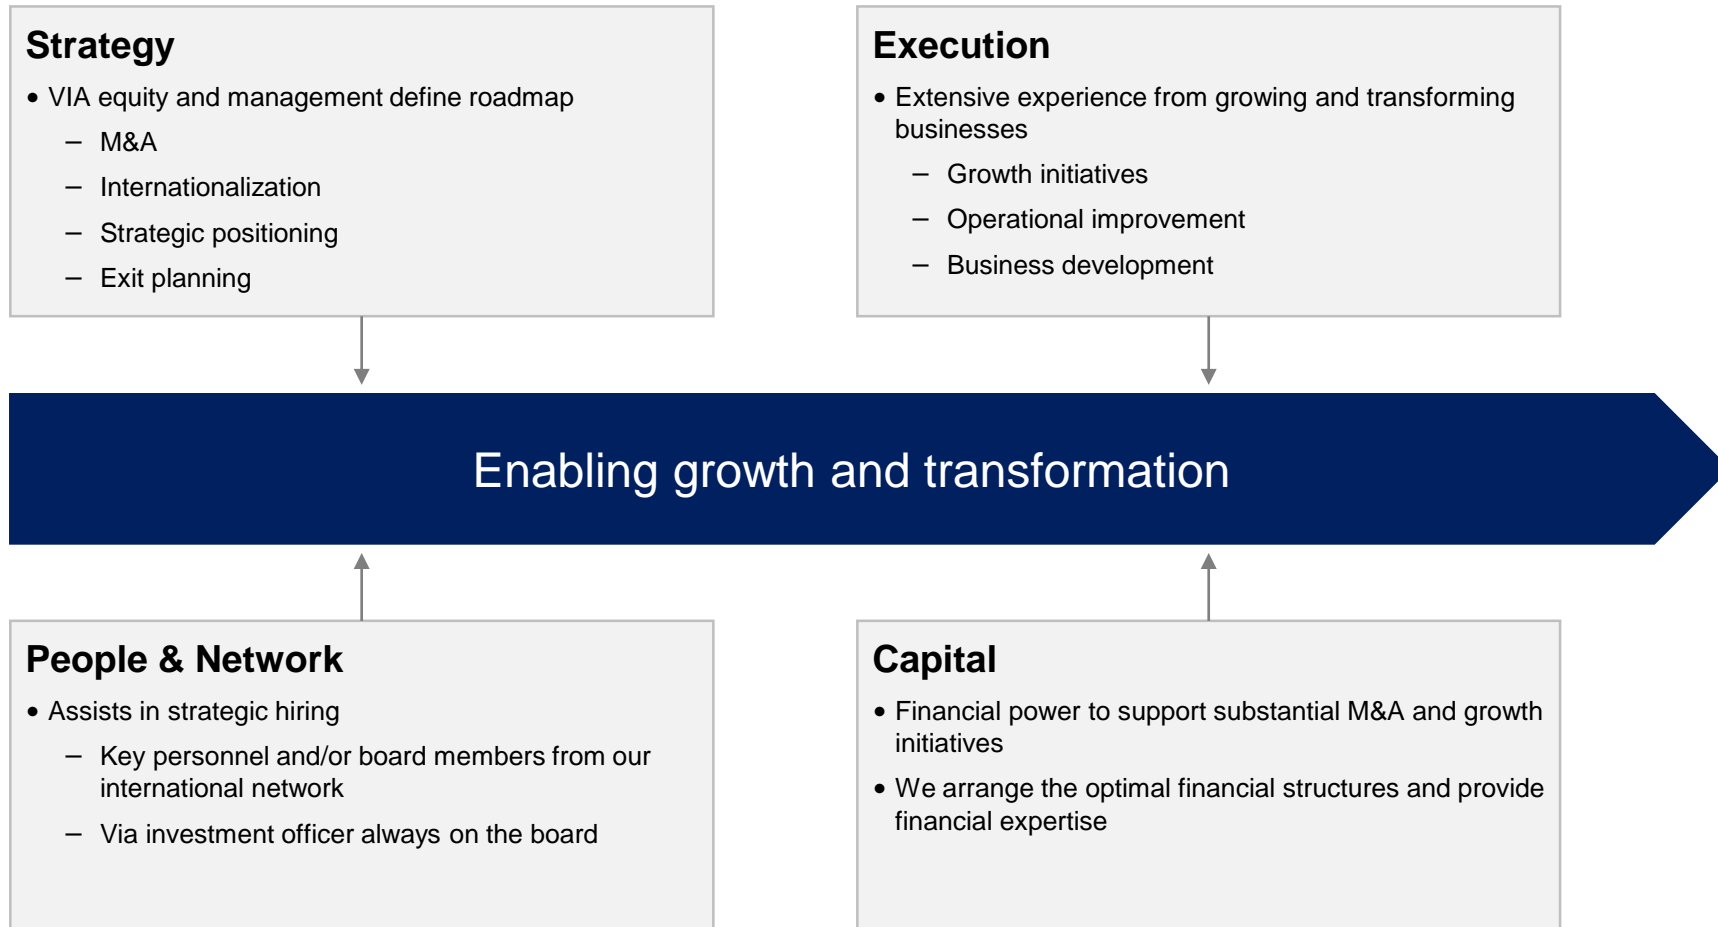 Strategy
• VIA equity and management define roadmap
– M&A
– Internationalization
– Strategic positioning
– Exit planning
Execution
• Extensive experience from growing and transforming
businesses
– Growth initiatives
– Operational improvement
– Business development
Enabling growth and transformation
People & Network
• Assists in strategic hiring
– Key personnel and/or board members from our
international network
– Via investment officer always on the board
Capital
• Financial power to support substantial M&A and growth
initiatives
• We arrange the optimal financial structures and provide
financial expertise